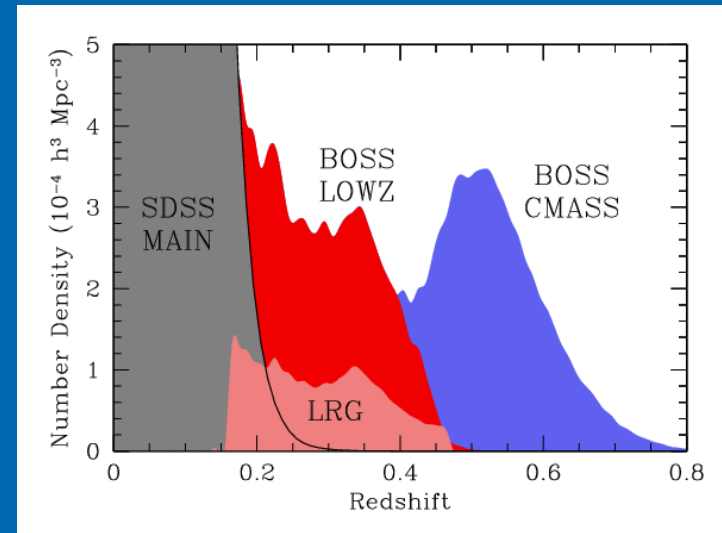 5
4
3
2
1
0
Number Density (10⁻⁴ h³ Mpc⁻³)
SDSS
MAIN
BOSS
LOWZ
BOSS
CMASS
LRG
0 0.2 0.4 0.6 0.8
Redshift